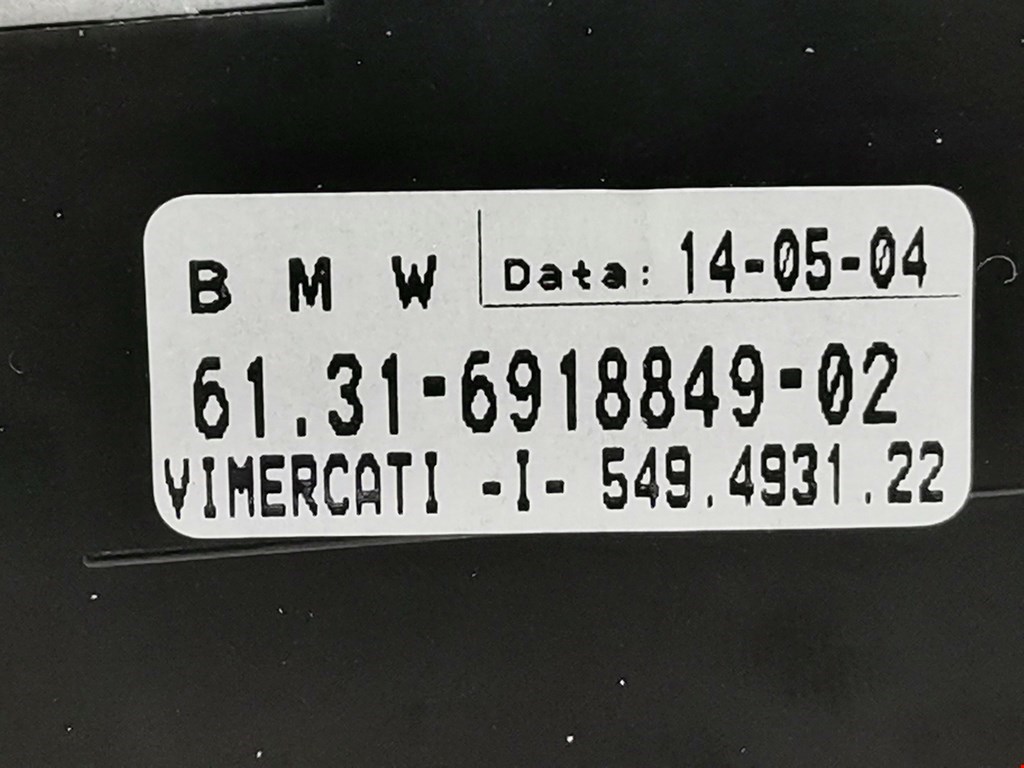 B M W Data: 14-05-04
61.31-6918849-02
VIMERCATI -I- 549.4931.22